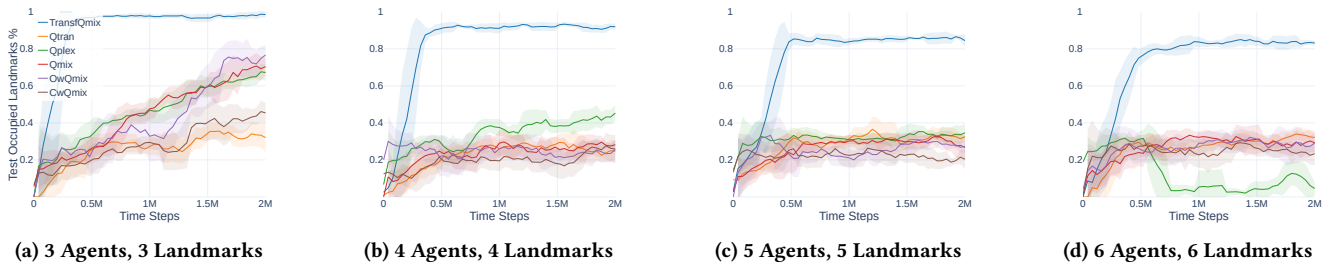 Test Occupied Landmarks %
1
0.8
0.6
0.4
0.2
TransfQmix
Qtran
Qplex
Qmix
OwQmix
CwQmix
0 0.5M 1M 1.5M 2M
Time Steps
(a) 3 Agents, 3 Landmarks
1
0.8
0.6
0.4
0.2
0 0.5M 1M 1.5M 2M
Time Steps
(b) 4 Agents, 4 Landmarks
1
0.8
0.6
0.4
0.2
0 0.5M 1M 1.5M 2M
Time Steps
(c) 5 Agents, 5 Landmarks
1
0.8
0.6
0.4
0.2
0 0.5M 1M 1.5M 2M
Time Steps
(d) 6 Agents, 6 Landmarks